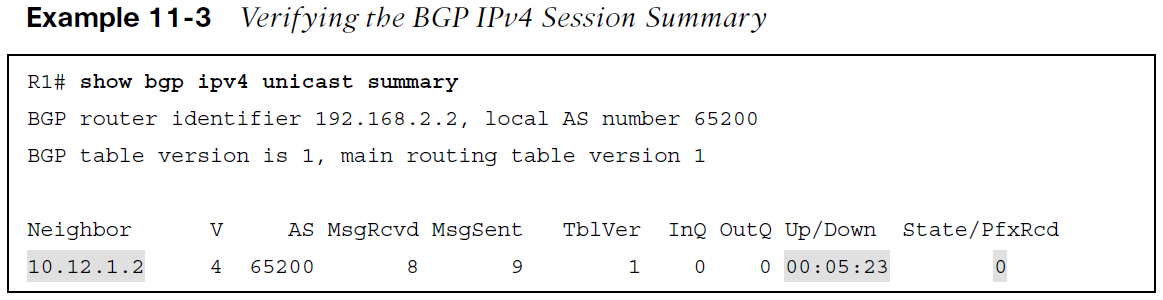 Example 11-3 Verifying the BGP IPv4 Session Summary
R1# show bgp ipv4 unicast summary
BGP router identifier 192.168.2.2, local AS number 65200
BGP table version is 1, main routing table version 1
Neighbor V AS MsgRcvd MsgSent TblVer InQ OutQ Up/Down State/PfxRcd
10.12.1.2 4 65200 8 9 1 0 0 00:05:23 0